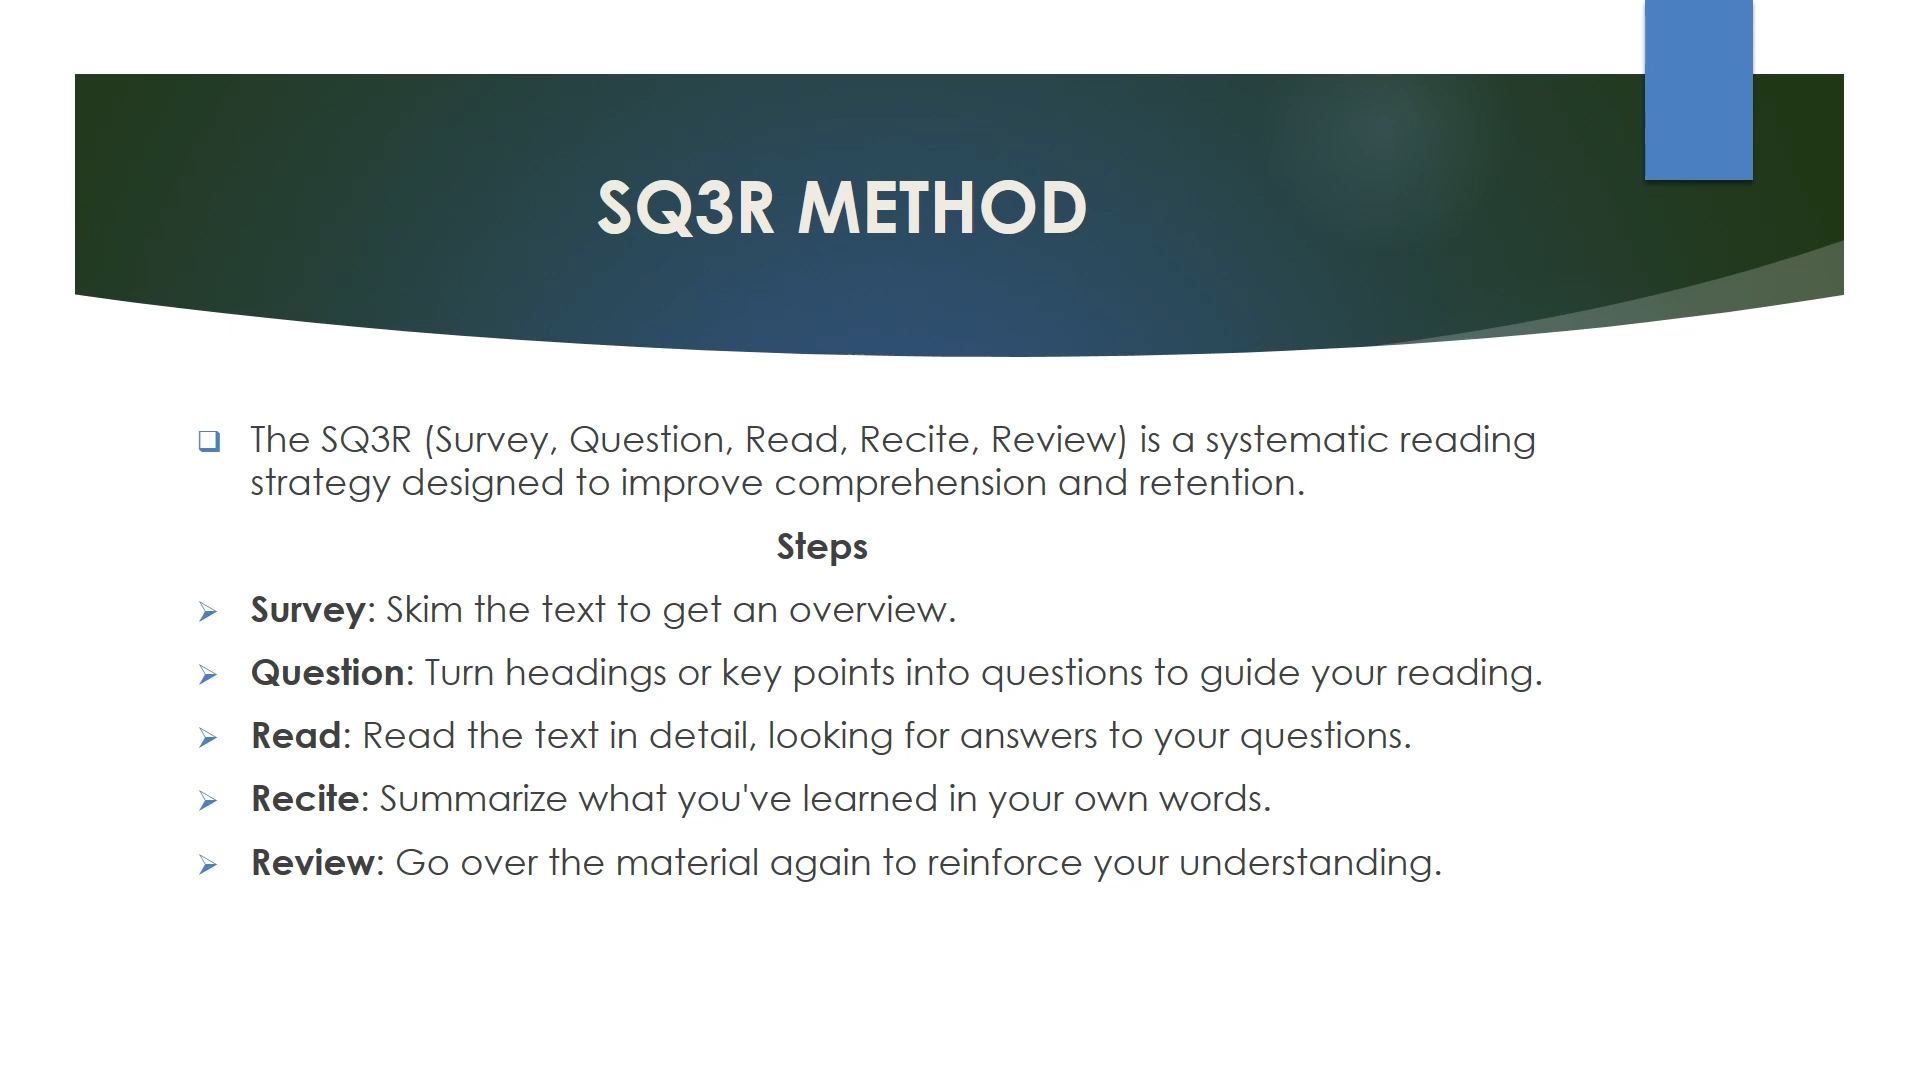 SQ3R METHOD
The SQ3R (Survey, Question, Read, Recite, Review) is a systematic reading
strategy designed to improve comprehension and retention.
Steps
Survey: Skim the text to get an overview.
Question: Turn headings or key points into questions to guide your reading.
Read: Read the text in detail, looking for answers to your questions.
Recite: Summarize what you've learned in your own words.
Review: Go over the material again to reinforce your understanding.